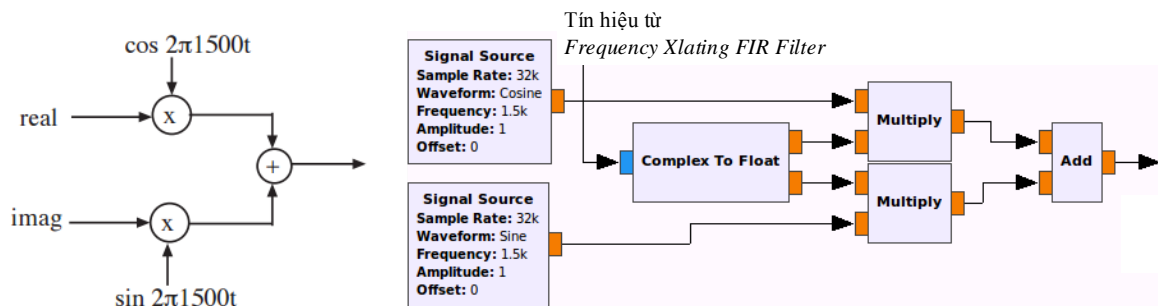 cos 2π1500t
x
real
+
imag
x
sin 2π1500t
Tín hiệu từ
Frequency Xlating FIR Filter
Signal Source
Sample Rate: 32k
Waveform: Cosine
Frequency: 1.5k
Amplitude: 1
Offset: 0
Complex To Float
Multiply
Multiply
Add
Signal Source
Sample Rate: 32k
Waveform: Sine
Frequency: 1.5k
Amplitude: 1
Offset: 0